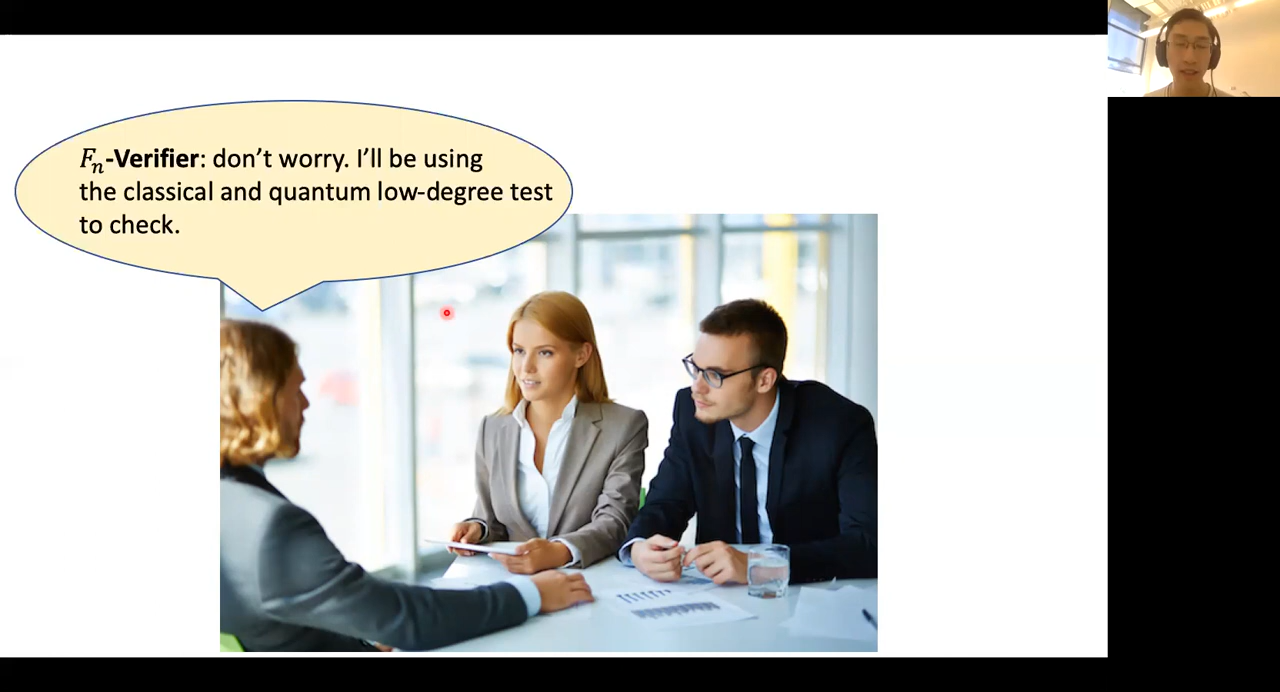 Fₙ-Verifier: don’t worry. I’ll be using
the classical and quantum low-degree test
to check.